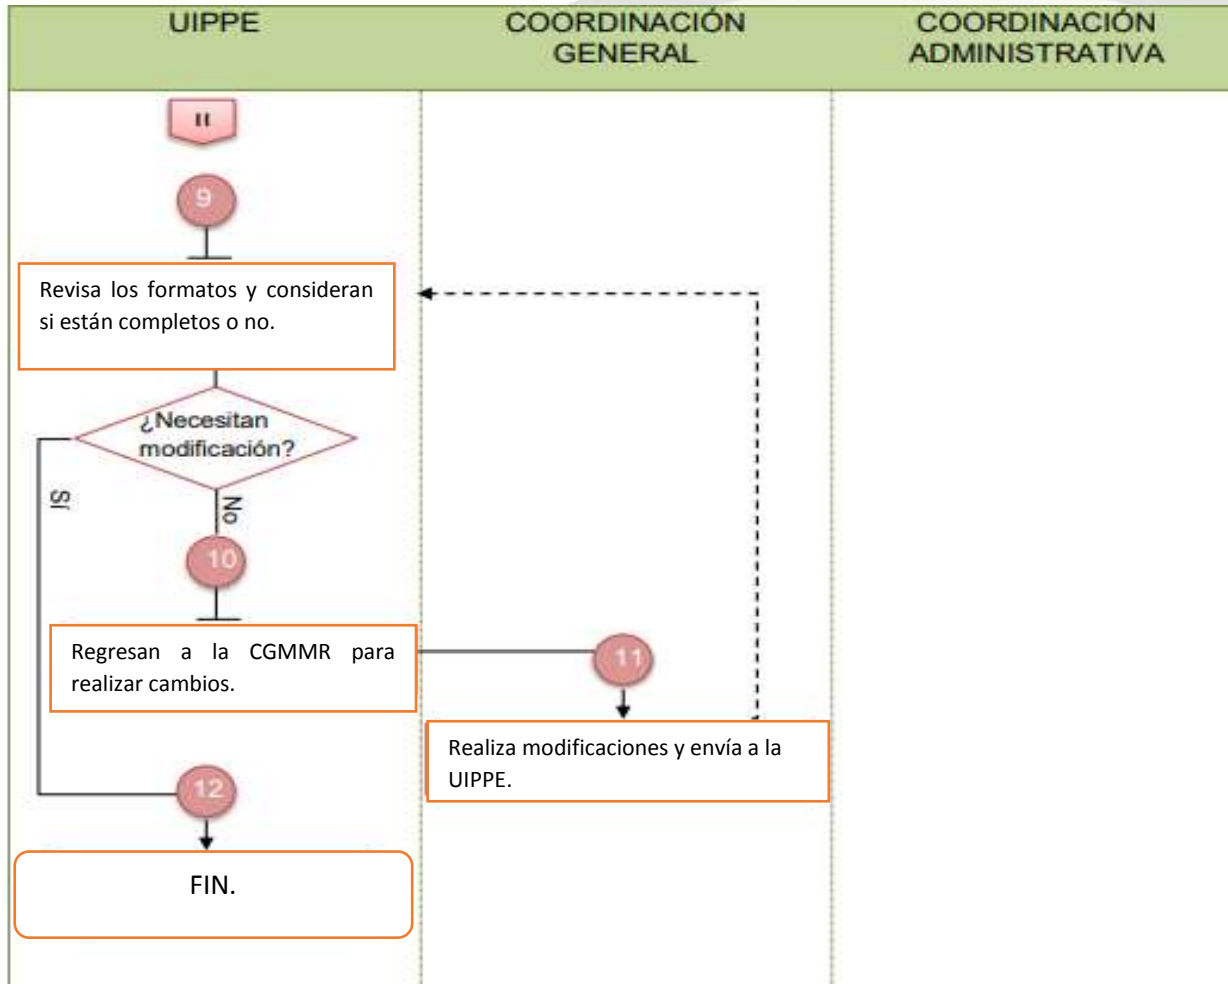 UIPPE
COORDINACIÓN
GENERAL
COORDINACIÓN
ADMINISTRATIVA
II
9
Revisa los formatos y consideran
si están completos o no.
¿Necesitan
modificación?
SÍ
No
10
Regresan a la CGMMR para
realizar cambios.
11
Realiza modificaciones y envía a la
UIPPE.
12
FIN.